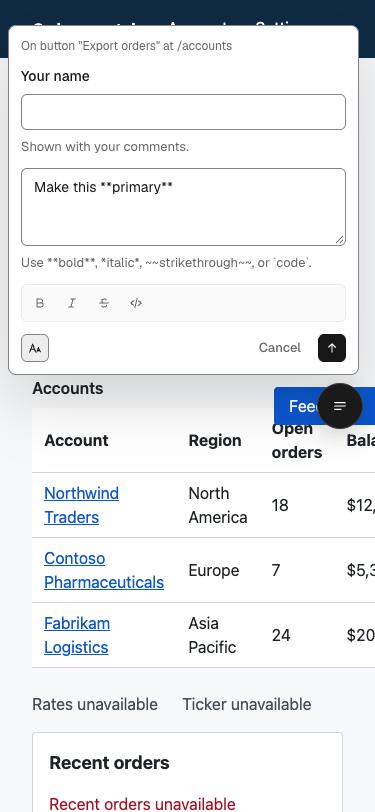 On button "Export orders" at /accounts
Your name
Shown with your comments.
Make this **primary**
Use **bold**, *italic*, ~~strikethrough~~, or `code`.
B I S </>
AA Cancel
Accounts
Account Region Open orders
Northwind Traders North America 18 $12,
Contoso Pharmaceuticals Europe 7 $5,3
Fabrikam Logistics Asia Pacific 24 $20
Rates unavailable Ticker unavailable
Recent orders
Recent orders unavailable